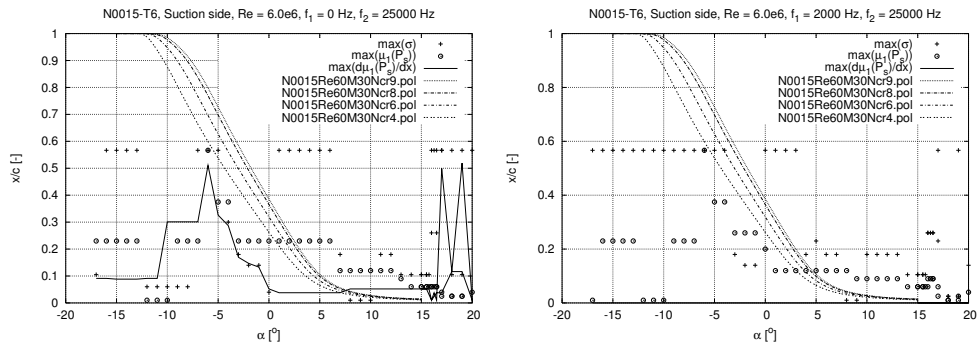 N0015-T6, Suction side, Re = 6.0e6, f1 = 0 Hz, f2 = 25000 Hz
max(σ)
max(μ1(Ps))
max(dμ1(Ps)/dx)
N0015Re60M30Ncr9.pol
N0015Re60M30Ncr8.pol
N0015Re60M30Ncr6.pol
N0015Re60M30Ncr4.pol
x/c [-]
1
0.9
0.8
0.7
0.6
0.5
0.4
0.3
0.2
0.1
0
-20 -15 -10 -5 0 5 10 15 20
α [°]
N0015-T6, Suction side, Re = 6.0e6, f1 = 2000 Hz, f2 = 25000 Hz
max(σ)
max(μ1(Ps))
max(dμ1(Ps)/dx)
N0015Re60M30Ncr9.pol
N0015Re60M30Ncr8.pol
N0015Re60M30Ncr6.pol
N0015Re60M30Ncr4.pol
x/c [-]
1
0.8
0.6
0.4
0.2
0
-20 -15 -10 -5 0 5 10 15 20
α [°]